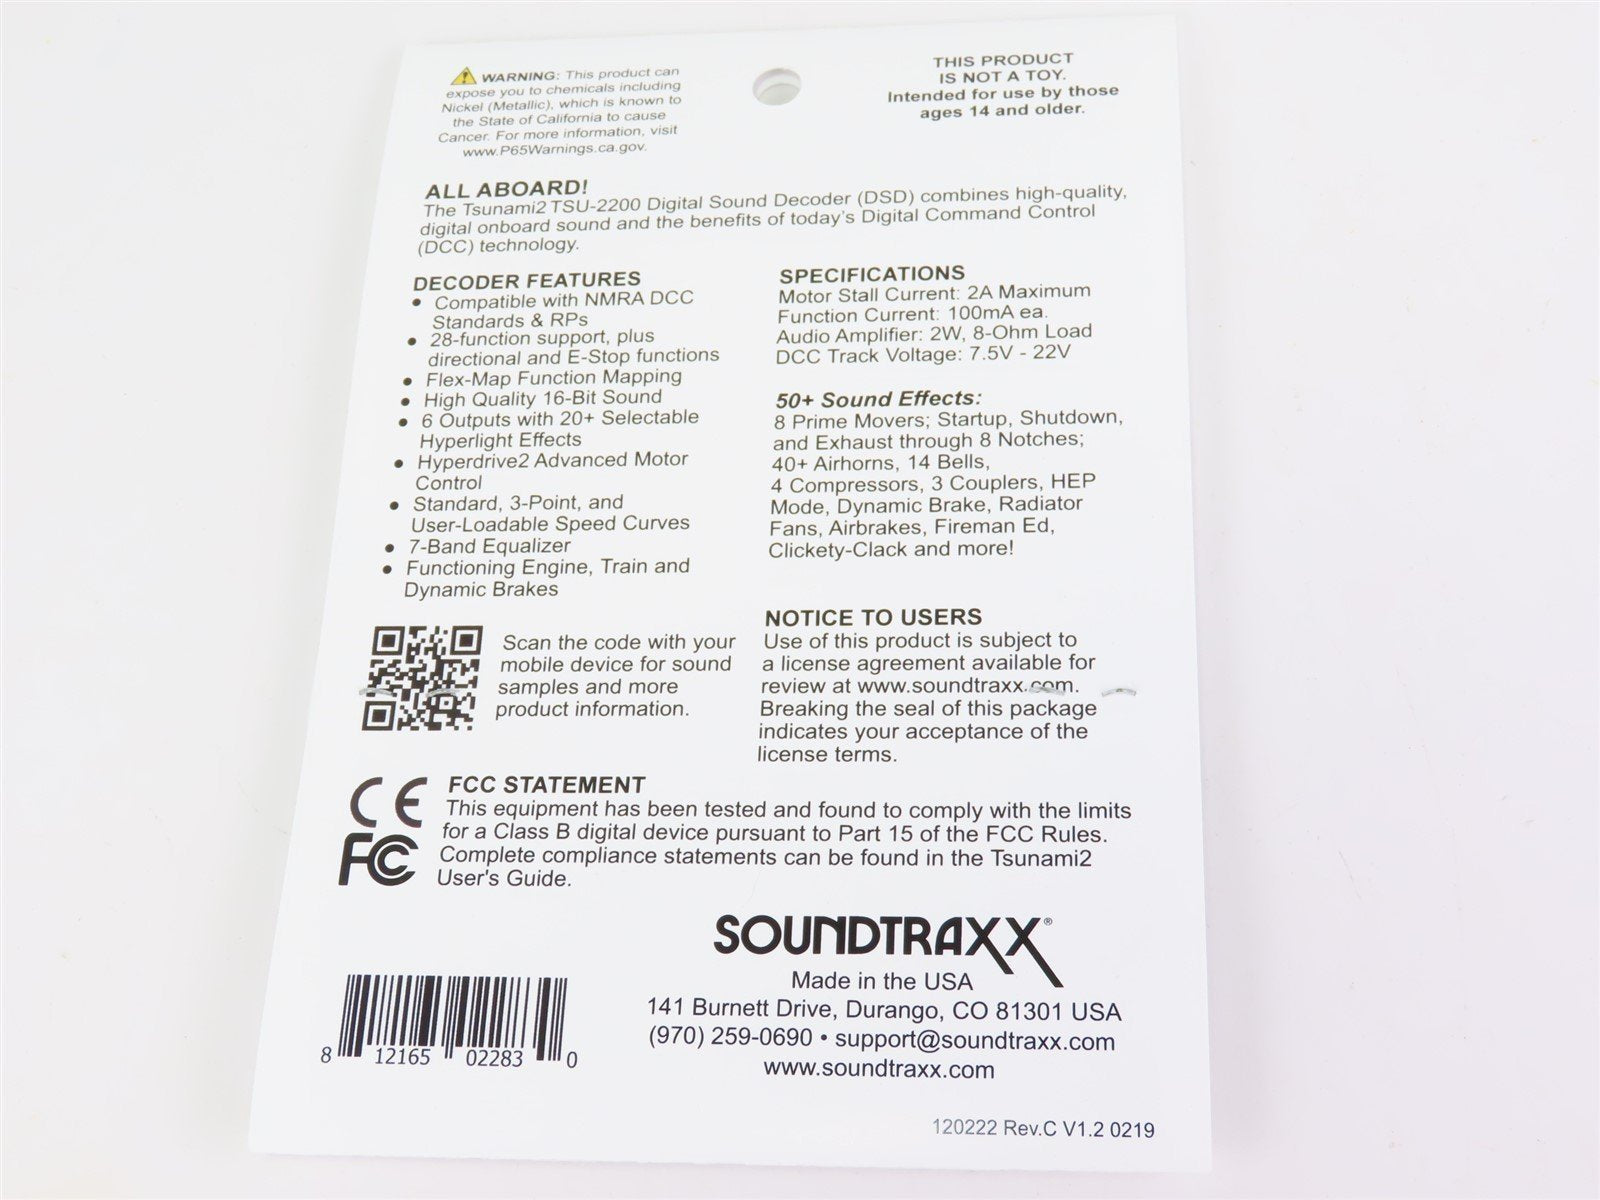 WARNING: This product can
expose you to chemicals including
Nickel (Metallic), which is known to
the State of California to cause
Cancer. For more information, visit
www.P65Warnings.ca.gov.
THIS PRODUCT
IS NOT A TOY.
Intended for use by those
ages 14 and older.
ALL ABOARD!
The Tsunami2 TSU-2200 Digital Sound Decoder (DSD) combines high-quality,
digital onboard sound and the benefits of today's Digital Command Control
(DCC) technology.
DECODER FEATURES
• Compatible with NMRA DCC
Standards & RPs
• 28-function support, plus
directional and E-Stop functions
• Flex-Map Function Mapping
• High Quality 16-Bit Sound
• 6 Outputs with 20+ Selectable
Hyperlight Effects
• Hyperdrive2 Advanced Motor
Control
• Standard, 3-Point, and
User-Loadable Speed Curves
• 7-Band Equalizer
• Functioning Engine, Train and
Dynamic Brakes
SPECIFICATIONS
Motor Stall Current: 2A Maximum
Function Current: 100mA ea.
Audio Amplifier: 2W, 8-Ohm Load
DCC Track Voltage: 7.5V - 22V
50+ Sound Effects:
8 Prime Movers; Startup, Shutdown,
and Exhaust through 8 Notches;
40+ Airhorns, 14 Bells,
4 Compressors, 3 Couplers, HEP
Mode, Dynamic Brake, Radiator
Fans, Airbrakes, Fireman Ed,
Clickety-Clack and more!
Scan the code with your
mobile device for sound
samples and more
product information.
NOTICE TO USERS
Use of this product is subject to
a license agreement available for
review at www.soundtraxx.com.
Breaking the seal of this package
indicates your acceptance of the
license terms.
CE
FC
FCC STATEMENT
This equipment has been tested and found to comply with the limits
for a Class B digital device pursuant to Part 15 of the FCC Rules.
Complete compliance statements can be found in the Tsunami2
User's Guide.
SOUNDTRAXX®
Made in the USA
141 Burnett Drive, Durango, CO 81301 USA
(970) 259-0690 • support@soundtraxx.com
www.soundtraxx.com
8 12165 02283 0
120222 Rev.C V1.2 0219